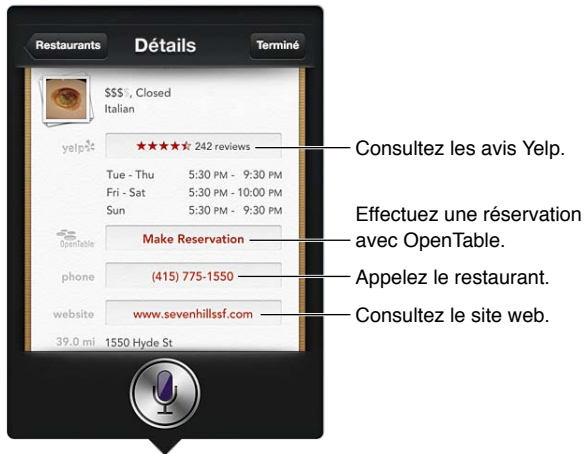 Restaurants Détails Terminé
$$$$, Closed
Italian
yelp ★★★★⯪ 242 reviews
Consultez les avis Yelp.
Tue - Thu 5:30 PM - 9:30 PM
Fri - Sat 5:30 PM - 10:00 PM
Sun 5:30 PM - 9:30 PM
OpenTable Make Reservation
Effectuez une réservation
avec OpenTable.
phone (415) 775-1550
Appelez le restaurant.
website www.sevenhillssf.com
Consultez le site web.
39.0 mi 1550 Hyde St